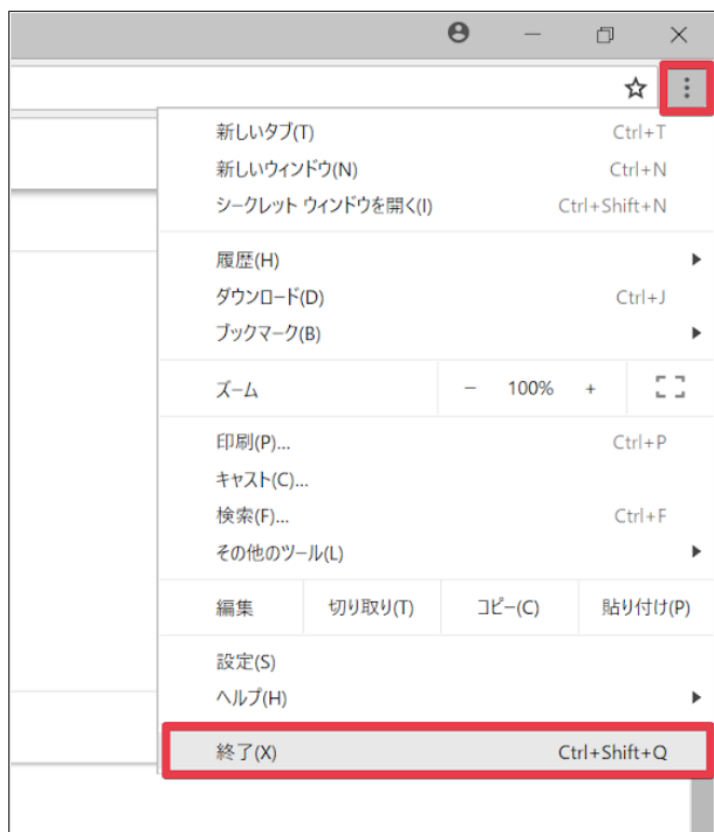 新しいタブ(T) Ctrl+T
新しいウィンドウ(N) Ctrl+N
シークレット ウィンドウを開く(I) Ctrl+Shift+N
履歴(H)
ダウンロード(D) Ctrl+J
ブックマーク(B)
ズーム − 100% +
印刷(P)... Ctrl+P
キャスト(C)...
検索(F)... Ctrl+F
その他のツール(L)
編集 切り取り(T) コピー(C) 貼り付け(P)
設定(S)
ヘルプ(H)
終了(X) Ctrl+Shift+Q